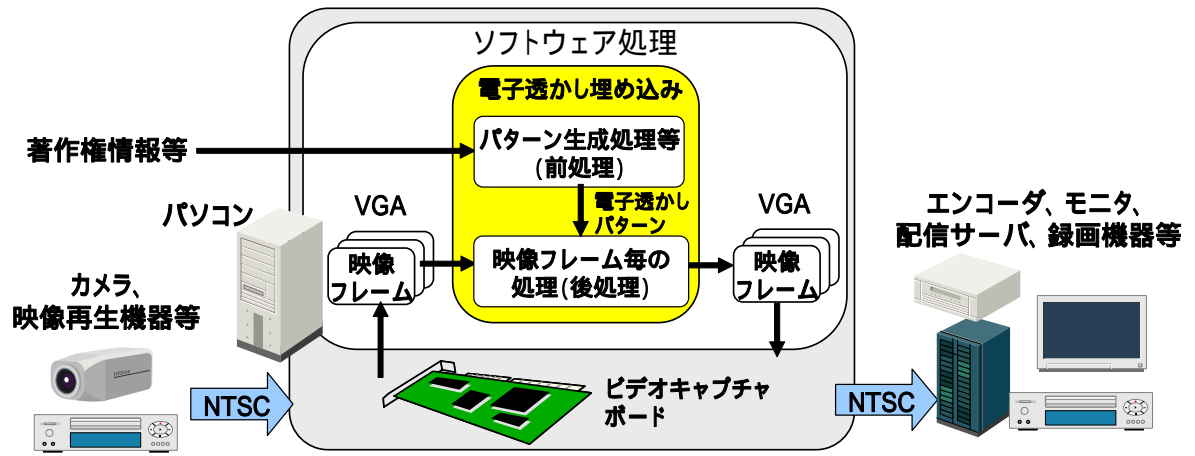 ソフトウェア処理
電子透かし埋め込み
著作権情報等
パターン生成処理等
(前処理)
電子透かし
パターン
パソコン
VGA
映像
フレーム
映像フレーム毎の
処理(後処理)
VGA
映像
フレーム
エンコーダ、モニタ、
配信サーバ、録画機器等
カメラ、
映像再生機器等
NTSC
ビデオキャプチャ
ボード
NTSC